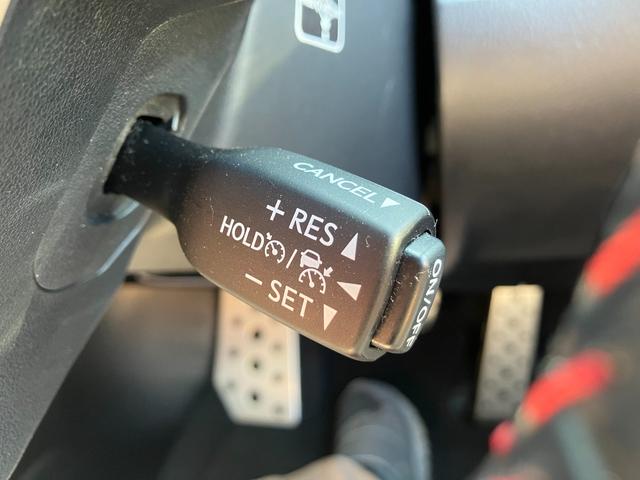 CANCEL▼
+ RES ▲
HOLD / ◀
− SET ▼
ON/OFF